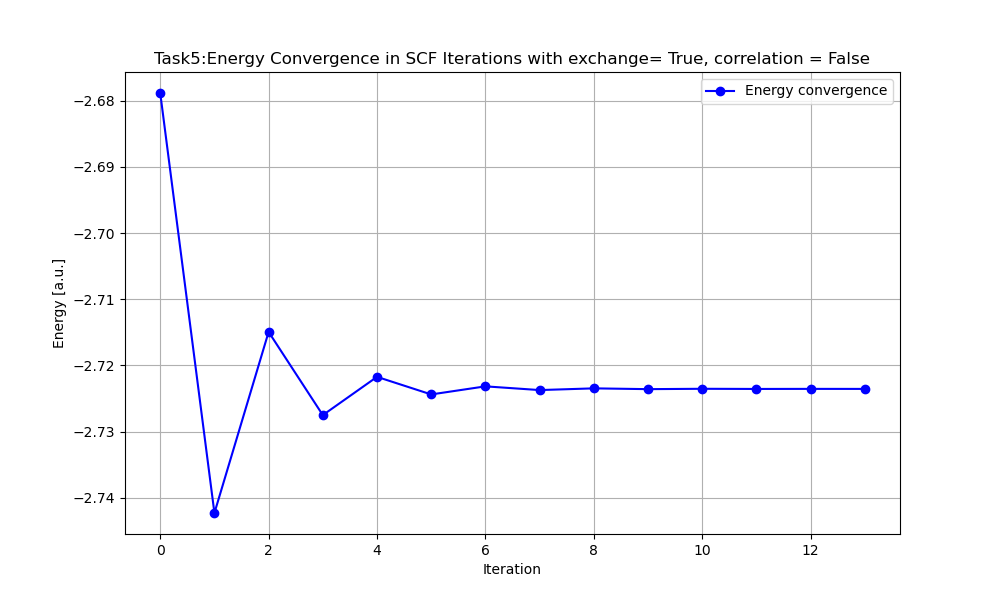 Task5:Energy Convergence in SCF Iterations with exchange= True, correlation = False
Energy convergence
−2.68
−2.69
−2.70
−2.71
−2.72
−2.73
−2.74
Energy [a.u.]
0 2 4 6 8 10 12
Iteration